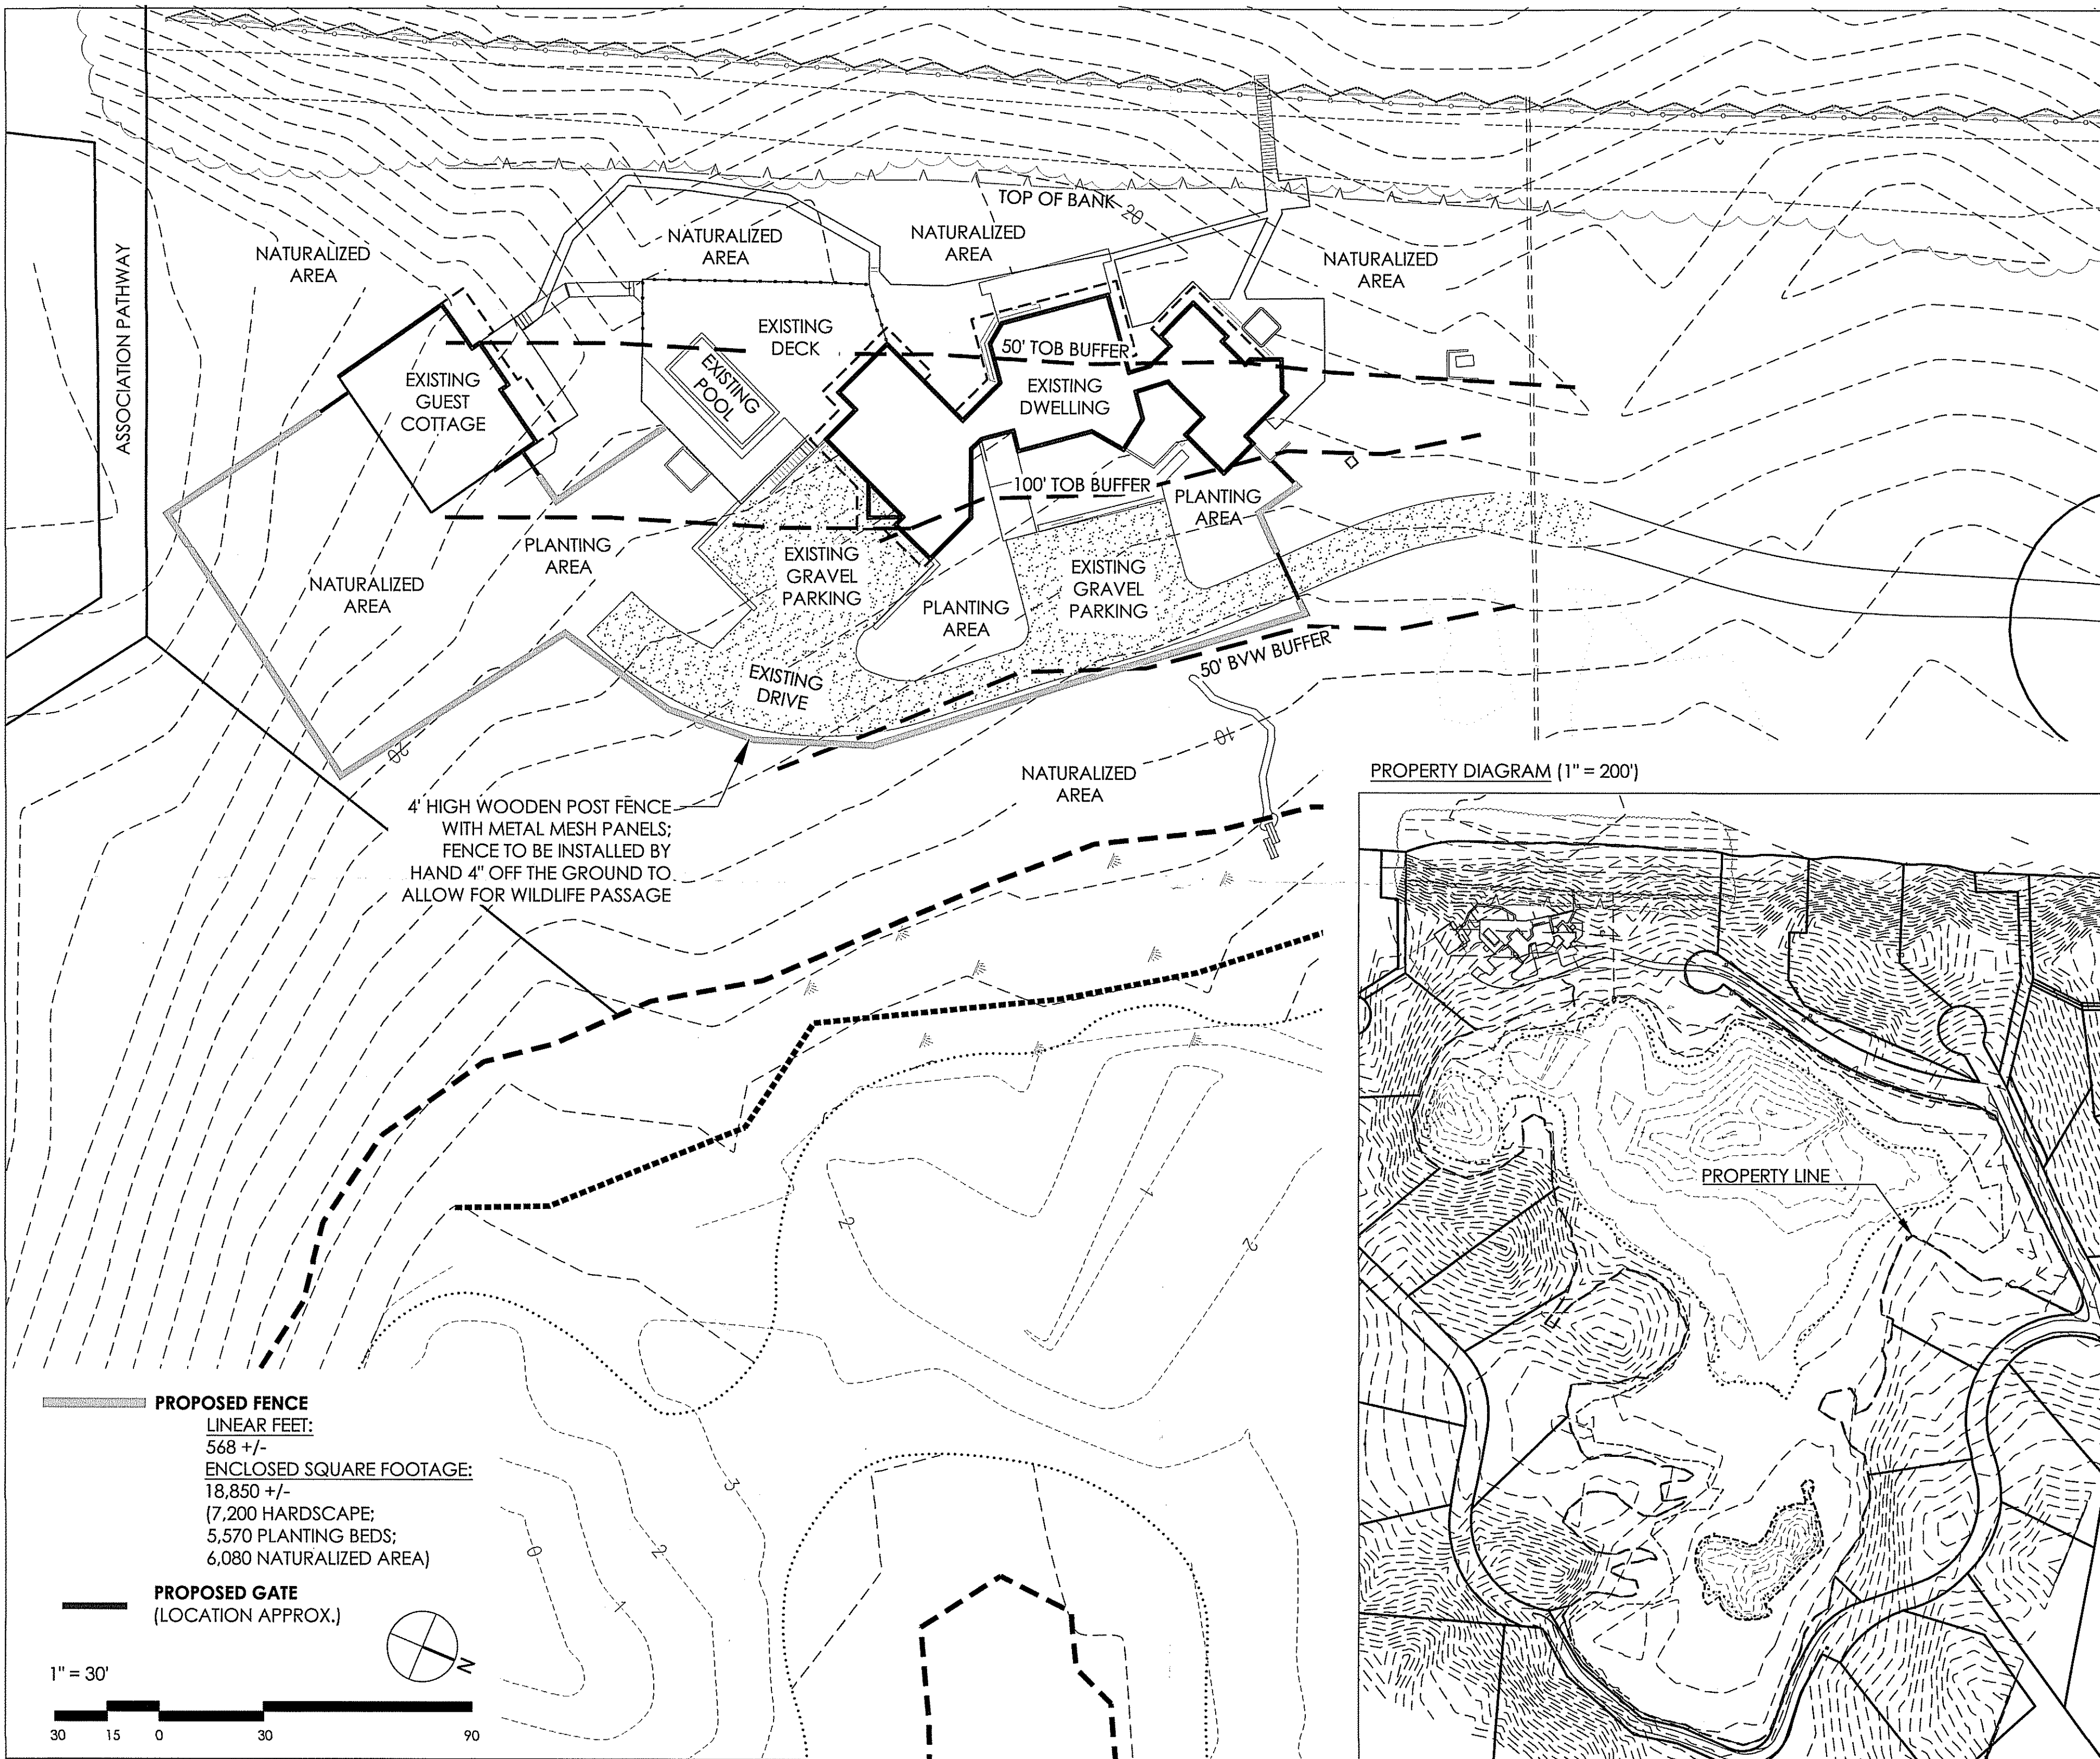 TOP OF BANK
20
NATURALIZED
AREA
NATURALIZED
AREA
NATURALIZED
AREA
NATURALIZED
AREA
ASSOCIATION PATHWAY
EXISTING
DECK
50' TOB BUFFER
EXISTING
POOL
EXISTING
GUEST
COTTAGE
EXISTING
DWELLING
100' TOB BUFFER
PLANTING
AREA
PLANTING
AREA
EXISTING
GRAVEL
PARKING
EXISTING
GRAVEL
PARKING
NATURALIZED
AREA
PLANTING
AREA
EXISTING
DRIVE
50' BVW BUFFER
20
10
NATURALIZED
AREA
4' HIGH WOODEN POST FENCE
WITH METAL MESH PANELS;
FENCE TO BE INSTALLED BY
HAND 4" OFF THE GROUND TO
ALLOW FOR WILDLIFE PASSAGE
PROPERTY DIAGRAM (1" = 200')
PROPERTY LINE
1
2
2
3
2
1
0
PROPOSED FENCE
LINEAR FEET:
568 +/-
ENCLOSED SQUARE FOOTAGE:
18,850 +/-
(7,200 HARDSCAPE;
5,570 PLANTING BEDS;
6,080 NATURALIZED AREA)
PROPOSED GATE
(LOCATION APPROX.)
N
1" = 30'
30 15 0 30 90